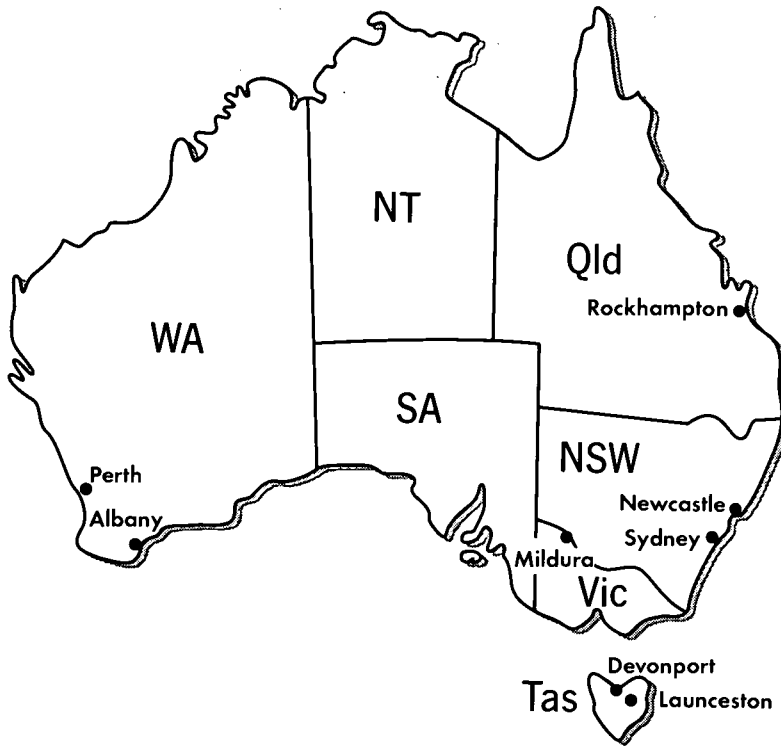 NT
Qld
Rockhampton
WA
SA
NSW
Perth
Newcastle
Albany
Sydney
Mildura
Vic
Devonport
Tas
Launceston